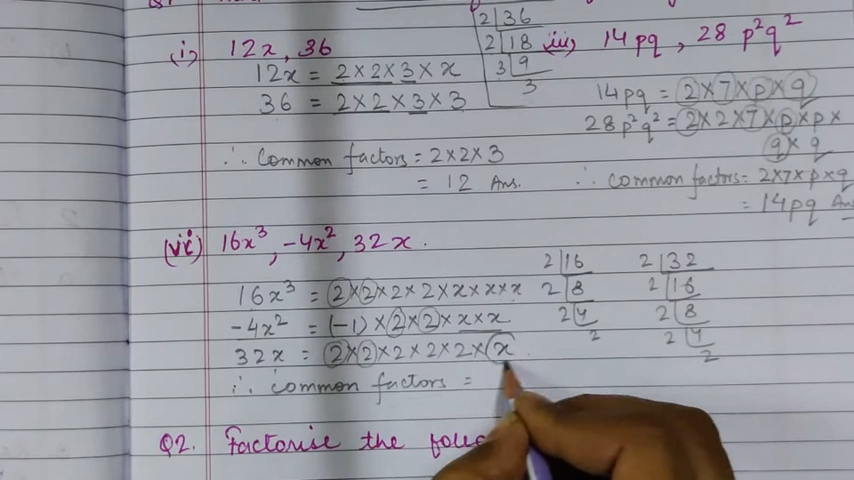 (i) 12x, 36
12x = 2×2×3×x
36 = 2×2×3×3
∴ Common factors = 2×2×3
= 12 Ans.
2 36
2 18
3 9
3
iii) 14pq, 28 p²q²
14pq = 2×7×p×q
28p²q² = 2×2×7×p×p×
q×q
∴ common factors = 2×7×p×q
= 14pq Ans
(vi) 16x³, -4x², 32x.
16x³ = 2×2×2×2×x×x×x
-4x² = (-1)×2×2×x×x
32x = 2×2×2×2×2×x
∴ common factors =
2 16
2 8
2 4
2
2 32
2 16
2 8
2 4
2
Q2. Factorise the